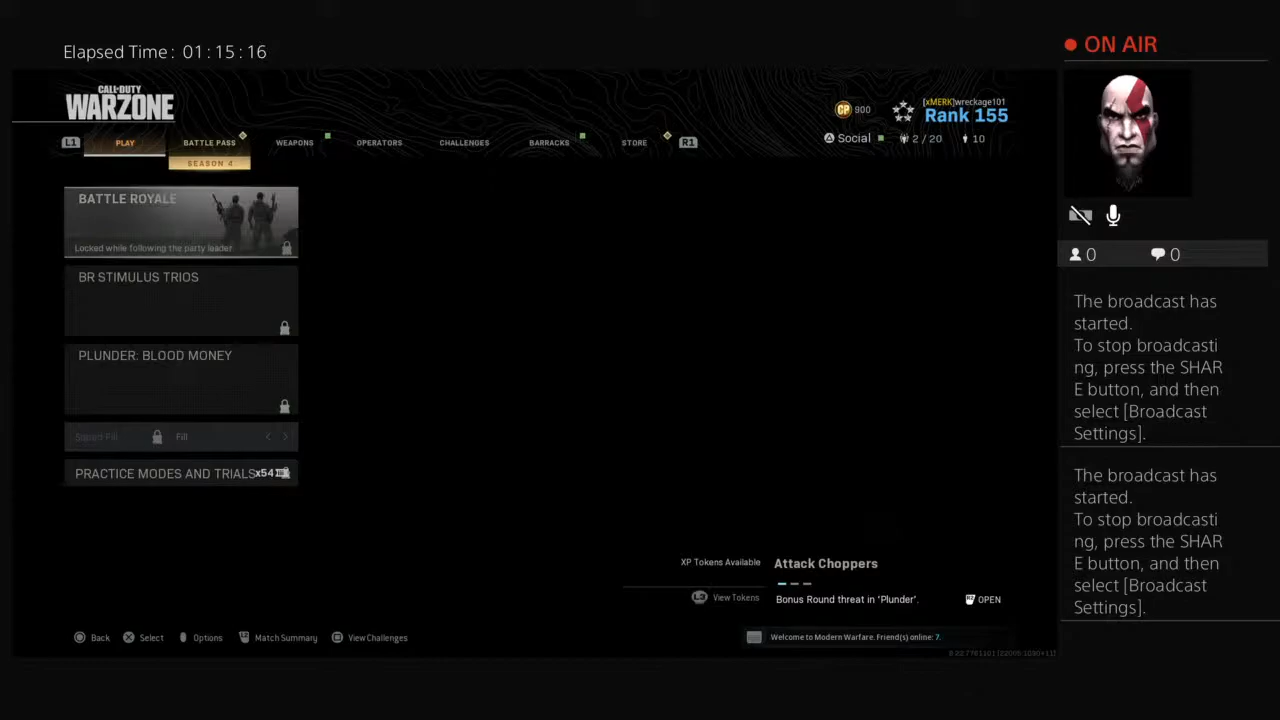 Elapsed Time: 01:15:16
ON AIR
CALL OF DUTY
WARZONE
CP 900
[xMERK]wreckage101
Rank 155
L1
PLAY
BATTLE PASS
WEAPONS
OPERATORS
CHALLENGES
BARRACKS
STORE
R1
Social
2 / 20
10
SEASON 4
BATTLE ROYALE
Locked while following the party leader
BR STIMULUS TRIOS
PLUNDER: BLOOD MONEY
Squad Fill
Fill
PRACTICE MODES AND TRIALS
0
0
The broadcast has
started.
To stop broadcasti
ng, press the SHAR
E button, and then
select [Broadcast
Settings].
The broadcast has
started.
To stop broadcasti
ng, press the SHAR
E button, and then
select [Broadcast
Settings].
XP Tokens Available
L3 View Tokens
Attack Choppers
Bonus Round threat in 'Plunder'.
OPEN
Back
Select
Options
Match Summary
View Challenges
Welcome to Modern Warfare. Friend(s) online: 7.